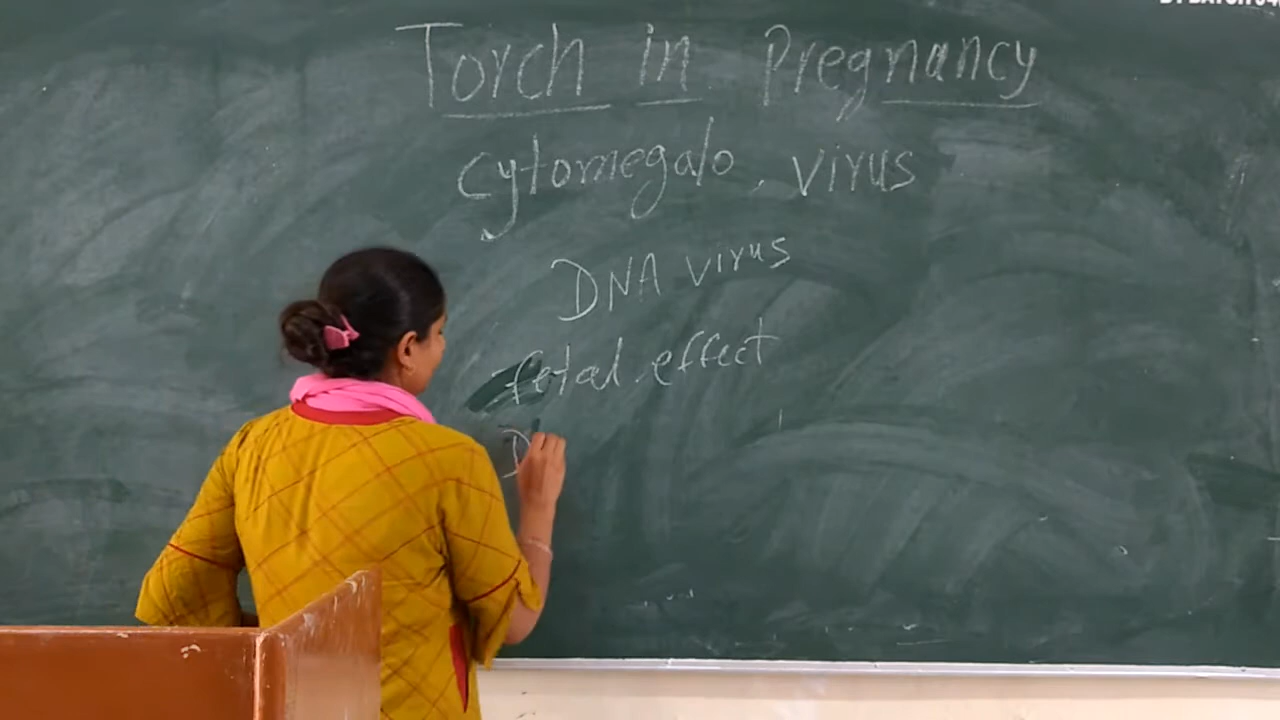 Torch in Pregnancy
Cytomegalo virus
DNA virus
fetal effect
D